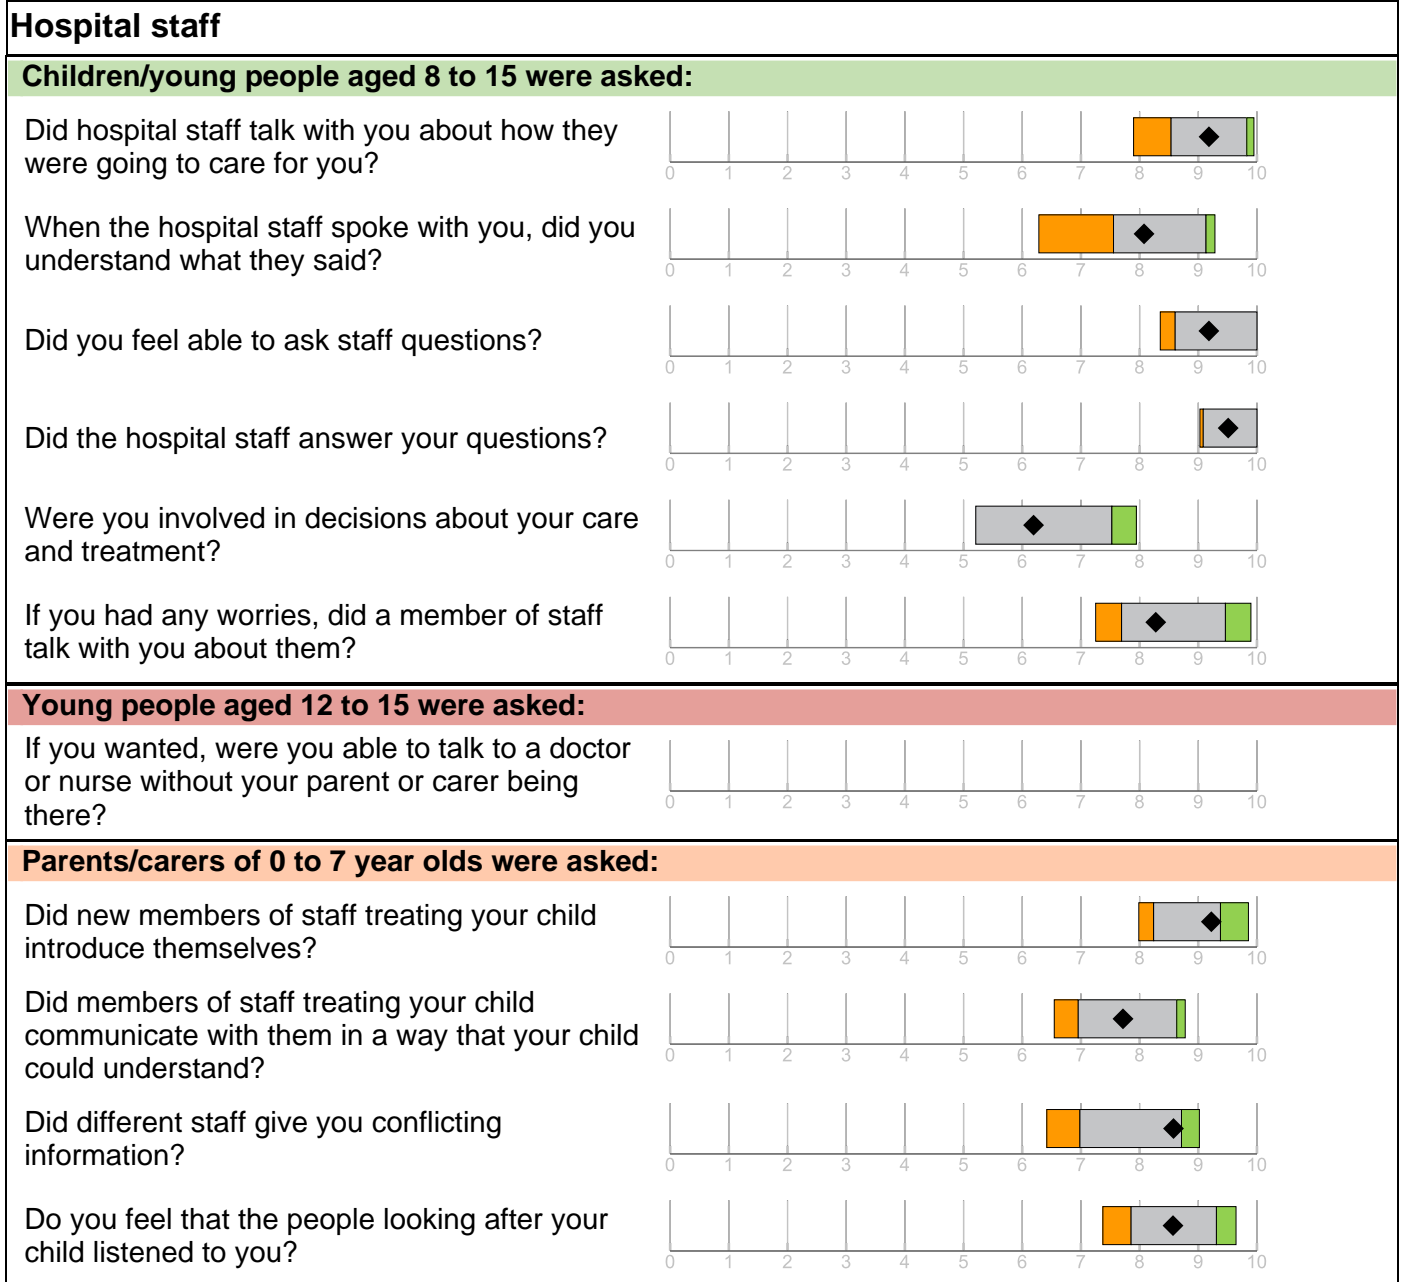 Hospital staff
Children/young people aged 8 to 15 were asked:
Did hospital staff talk with you about how they
were going to care for you?
0 1 2 3 4 5 6 7 8 9 10
When the hospital staff spoke with you, did you
understand what they said?
0 1 2 3 4 5 6 7 8 9 10
Did you feel able to ask staff questions?
0 1 2 3 4 5 6 7 8 9 10
Did the hospital staff answer your questions?
0 1 2 3 4 5 6 7 8 9 10
Were you involved in decisions about your care
and treatment?
0 1 2 3 4 5 6 7 8 9 10
If you had any worries, did a member of staff
talk with you about them?
0 1 2 3 4 5 6 7 8 9 10
Young people aged 12 to 15 were asked:
If you wanted, were you able to talk to a doctor
or nurse without your parent or carer being
there?
0 1 2 3 4 5 6 7 8 9 10
Parents/carers of 0 to 7 year olds were asked:
Did new members of staff treating your child
introduce themselves?
0 1 2 3 4 5 6 7 8 9 10
Did members of staff treating your child
communicate with them in a way that your child
could understand?
0 1 2 3 4 5 6 7 8 9 10
Did different staff give you conflicting
information?
0 1 2 3 4 5 6 7 8 9 10
Do you feel that the people looking after your
child listened to you?
0 1 2 3 4 5 6 7 8 9 10